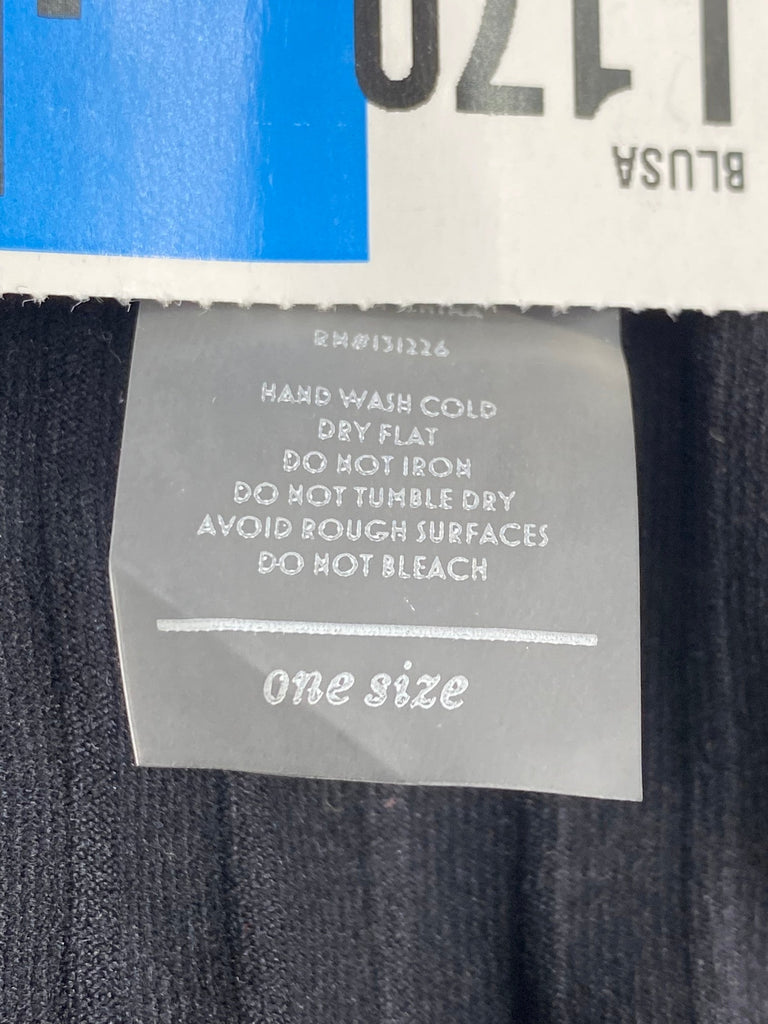 L170
BLUSA
RN#131226
HAND WASH COLD
DRY FLAT
DO NOT IRON
DO NOT TUMBLE DRY
AVOID ROUGH SURFACES
DO NOT BLEACH
one size